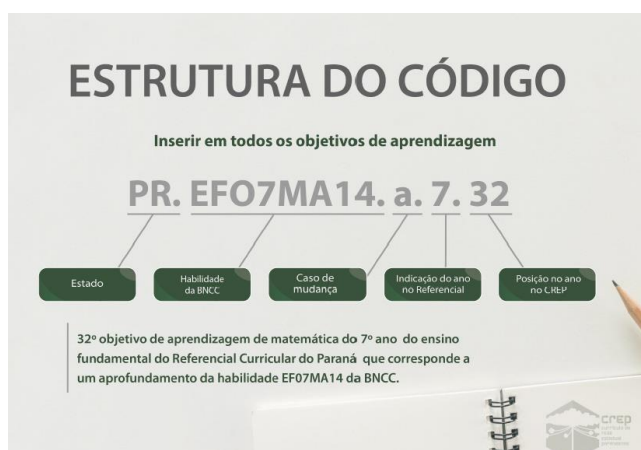 ESTRUTURA DO CÓDIGO
Inserir em todos os objetivos de aprendizagem
PR. EFO7MA14. a. 7. 32
Estado
Habilidade
da BNCC
Caso de
mudança
Indicação do ano
no Referencial
Posição no ano
no CREP
32º objetivo de aprendizagem de matemática do 7º ano do ensino
fundamental do Referencial Curricular do Paraná que corresponde a
um aprofundamento da habilidade EF07MA14 da BNCC.
crep